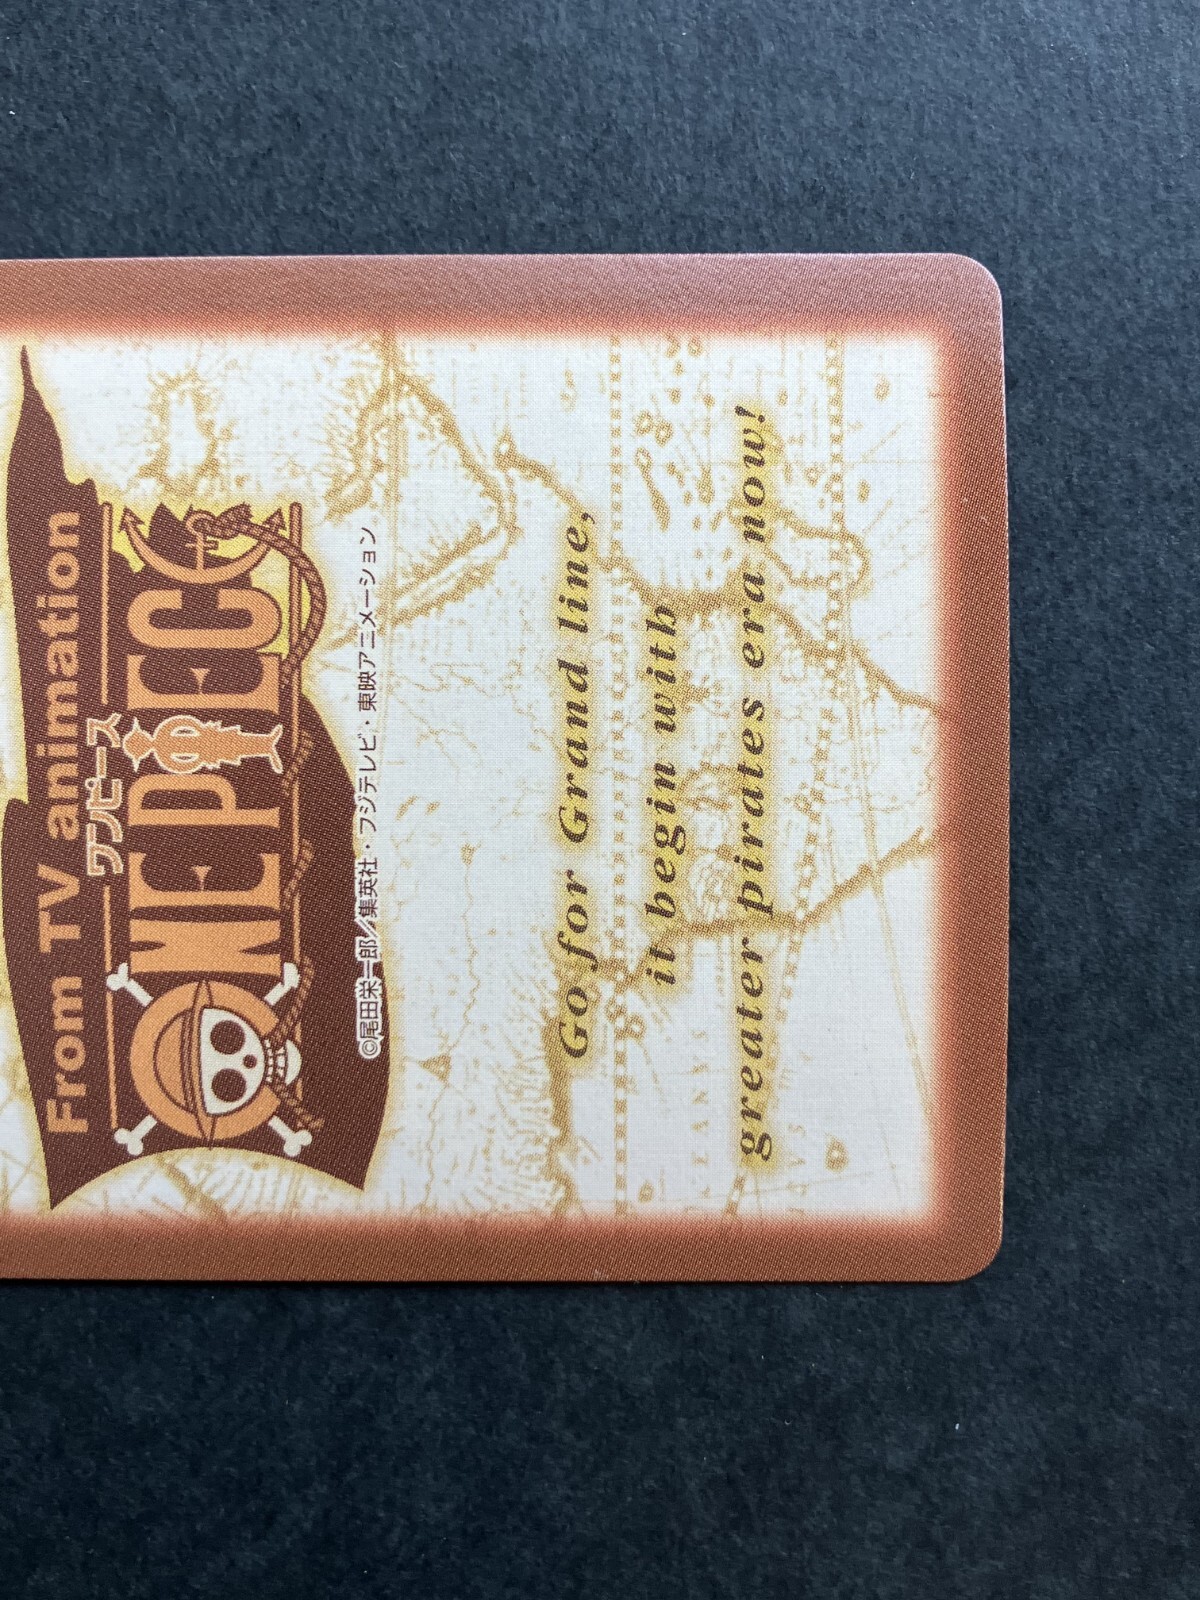 From TV animation
ワンピース
ONE PIECE
©尾田栄一郎／集英社・フジテレビ・東映アニメーション
Go for Grand line,
it begin with
greater pirates era now!